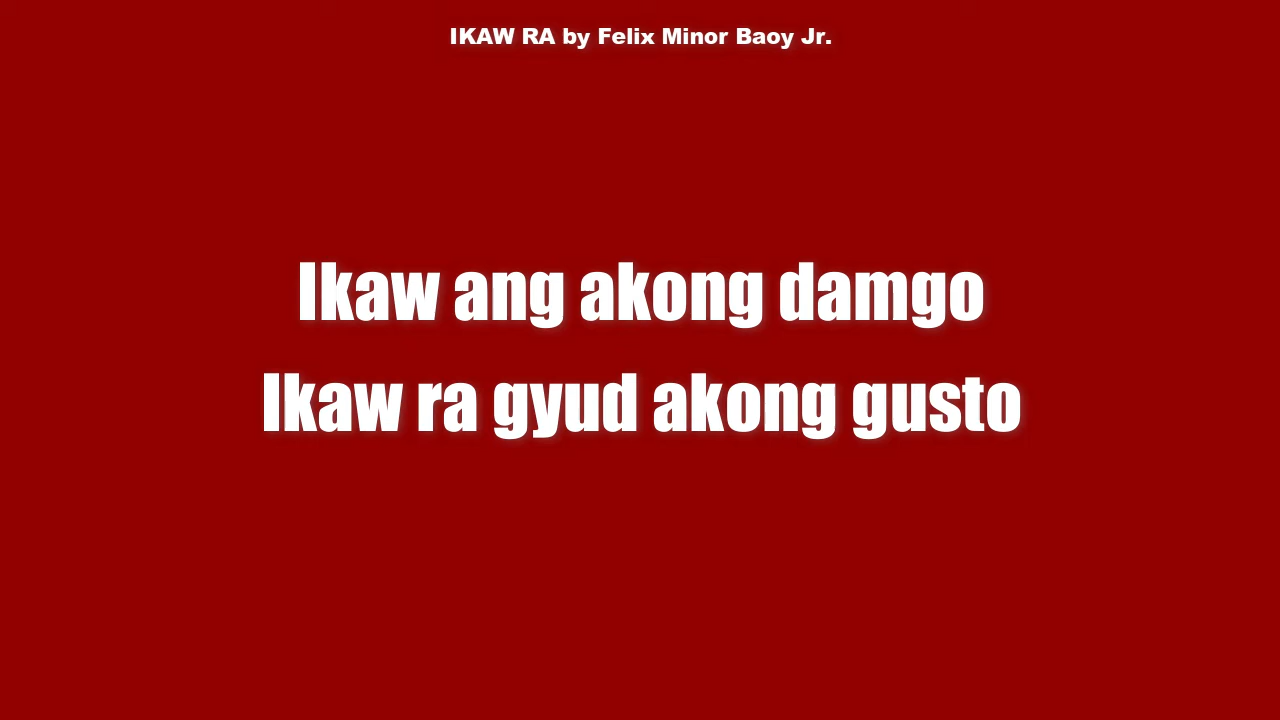 IKAW RA by Felix Minor Baoy Jr.
Ikaw ang akong damgo
Ikaw ra gyud akong gusto